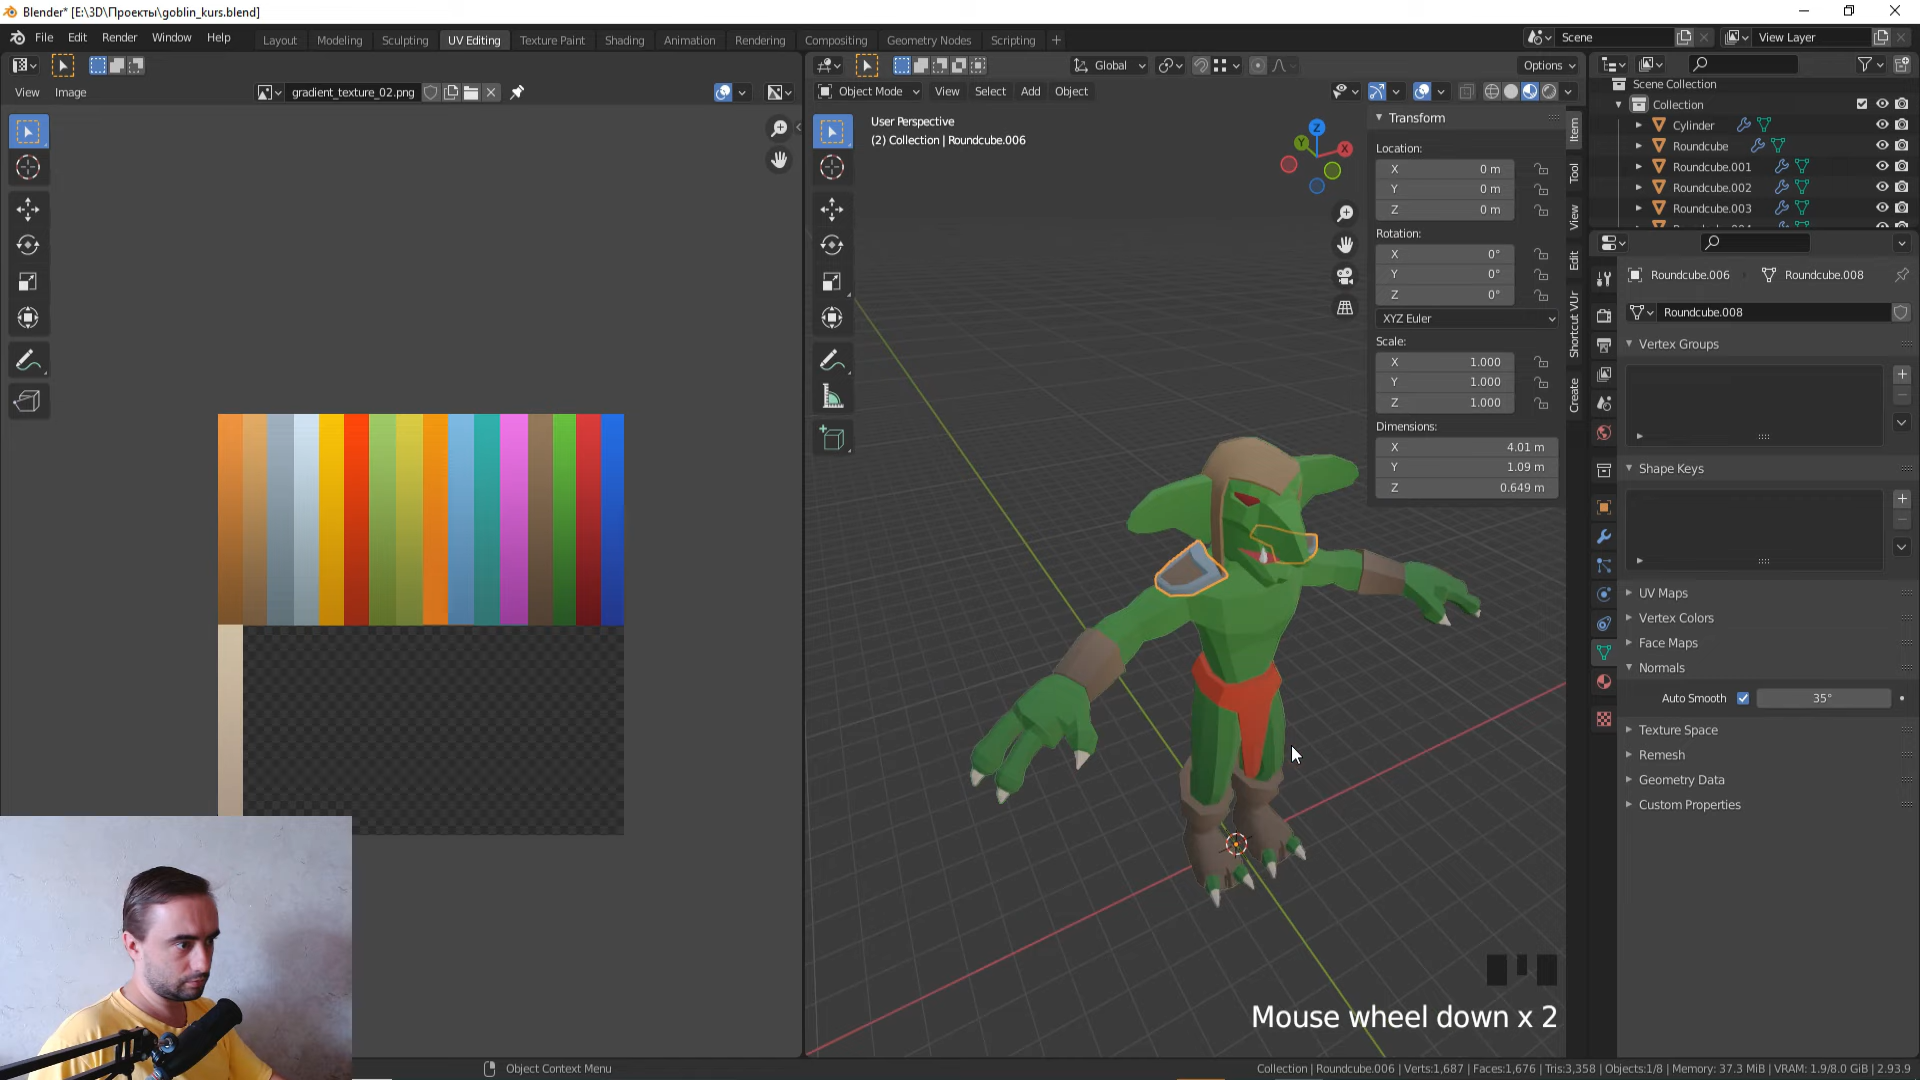 Blender* [E:\3D\Проекты\goblin_kurs.blend]
File Edit Render Window Help
Layout Modeling Sculpting UV Editing Texture Paint Shading Animation Rendering Compositing Geometry Nodes Scripting +
Scene
View Layer
Global
Options
View Image
gradient_texture_02.png
Object Mode View Select Add Object
User Perspective
(2) Collection | Roundcube.006
Z
Y
X
Transform
Location:
X 0 m
Y 0 m
Z 0 m
Rotation:
X 0°
Y 0°
Z 0°
XYZ Euler
Scale:
X 1.000
Y 1.000
Z 1.000
Dimensions:
X 4.01 m
Y 1.09 m
Z 0.649 m
Item
Tool
View
Edit
Shortcut VUr
Create
Scene Collection
Collection
Cylinder
Roundcube
Roundcube.001
Roundcube.002
Roundcube.003
Roundcube.006 Roundcube.008
Roundcube.008
Vertex Groups
Shape Keys
UV Maps
Vertex Colors
Face Maps
Normals
Auto Smooth 35°
Texture Space
Remesh
Geometry Data
Custom Properties
Mouse wheel down x 2
Object Context Menu
Collection | Roundcube.006 | Verts:1,687 | Faces:1,676 | Tris:3,358 | Objects:1/8 | Memory: 37.3 MiB | VRAM: 1.9/8.0 GiB | 2.93.9